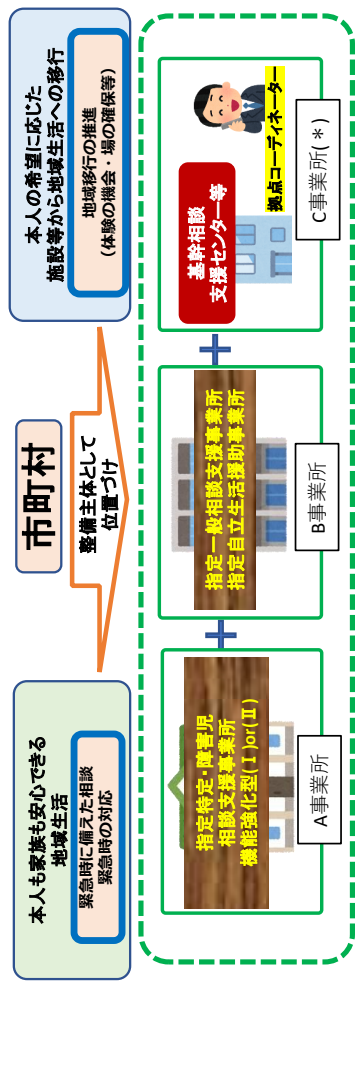 本人も家族も安心できる
地域生活
緊急時に備えた相談
緊急時の対応
市町村
整備主体として
位置づけ
本人の希望に応じた
施設等から地域生活への移行
地域移行の推進
(体験の機会・場の確保等)
指定特定・障害児
相談支援事業所
機能強化型(Ⅰ)or(Ⅱ)
A事業所
+
指定一般相談支援事業所
指定自立生活援助事業所
B事業所
+
基幹相談
支援センター等
拠点コーディネーター
C事業所(*)